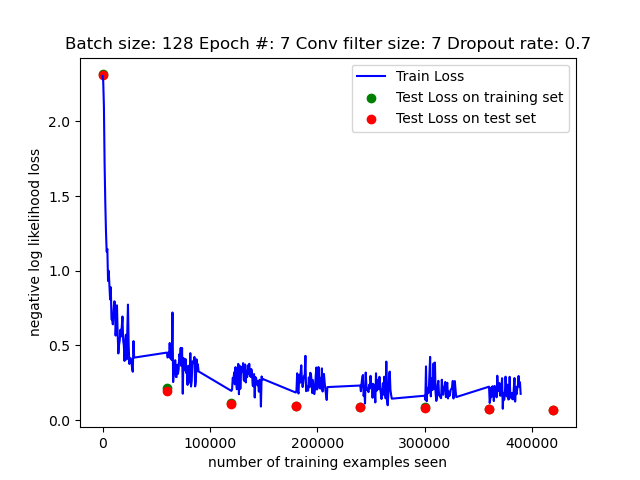 Batch size: 128 Epoch #: 7 Conv filter size: 7 Dropout rate: 0.7
Train Loss
Test Loss on training set
Test Loss on test set
negative log likelihood loss
2.0
1.5
1.0
0.5
0.0
0 100000 200000 300000 400000
number of training examples seen